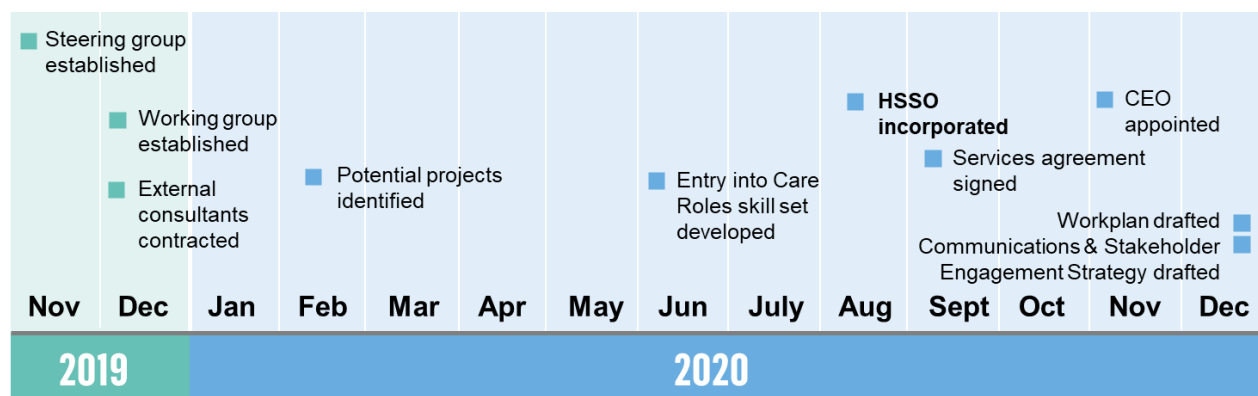 Steering group
established
Working group
established
External
consultants
contracted
Potential projects
identified
Entry into Care
Roles skill set
developed
HSSO
incorporated
Services agreement
signed
CEO
appointed
Workplan drafted
Communications & Stakeholder
Engagement Strategy drafted
Nov Dec Jan Feb Mar Apr May Jun July Aug Sept Oct Nov Dec
2019 2020